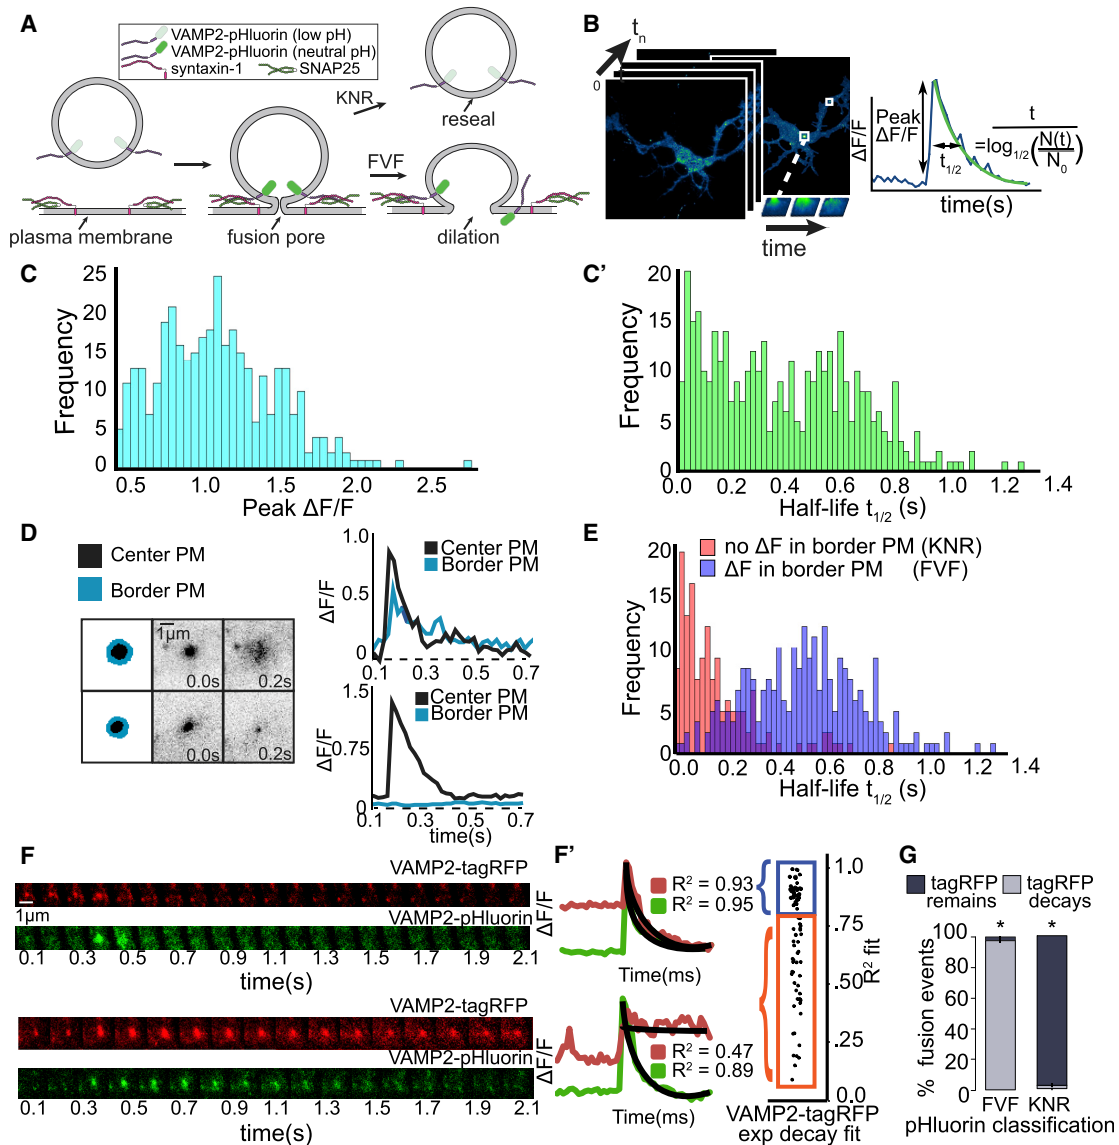 A
VAMP2-pHluorin (low pH)
VAMP2-pHluorin (neutral pH)
syntaxin-1
SNAP25
KNR
reseal
FVF
plasma membrane
fusion pore
dilation
B
tn
0
time
ΔF/F
Peak
ΔF/F
t1/2
t
=log1/2(N(t)/N0)
time(s)
C
Frequency
25
20
15
10
5
0
0.5 1.0 1.5 2.0 2.5
Peak ΔF/F
C'
Frequency
20
15
10
5
0
0.0 0.2 0.4 0.6 0.8 1.0 1.2 1.4
Half-life t1/2 (s)
D
Center PM
Border PM
1μm
0.0s
0.2s
0.0s
0.2s
ΔF/F
1.0
0.5
0
Center PM
Border PM
0.1 0.3 0.5 0.7
ΔF/F
1.5
0.75
0
Center PM
Border PM
0.1 0.3 0.5 0.7
time(s)
E
no ΔF in border PM (KNR)
ΔF in border PM (FVF)
Frequency
20
15
10
5
0
0.0 0.2 0.4 0.6 0.8 1.0 1.2 1.4
Half-life t1/2 (s)
F
VAMP2-tagRFP
1μm
VAMP2-pHluorin
0.1 0.3 0.5 0.7 0.9 1.1 1.3 1.5 1.7 1.9 2.1
time(s)
VAMP2-tagRFP
VAMP2-pHluorin
0.1 0.3 0.5 0.7 0.9 1.1 1.3 1.5 1.7 1.9 2.1
time(s)
F'
ΔF/F
R2 = 0.93
R2 = 0.95
Time(ms)
ΔF/F
R2 = 0.47
R2 = 0.89
Time(ms)
1.0
.75
.50
.25
0.0
R2 fit
VAMP2-tagRFP
exp decay fit
G
tagRFP
remains
tagRFP
decays
% fusion events
100
80
60
40
20
0
*
*
FVF KNR
pHluorin classification